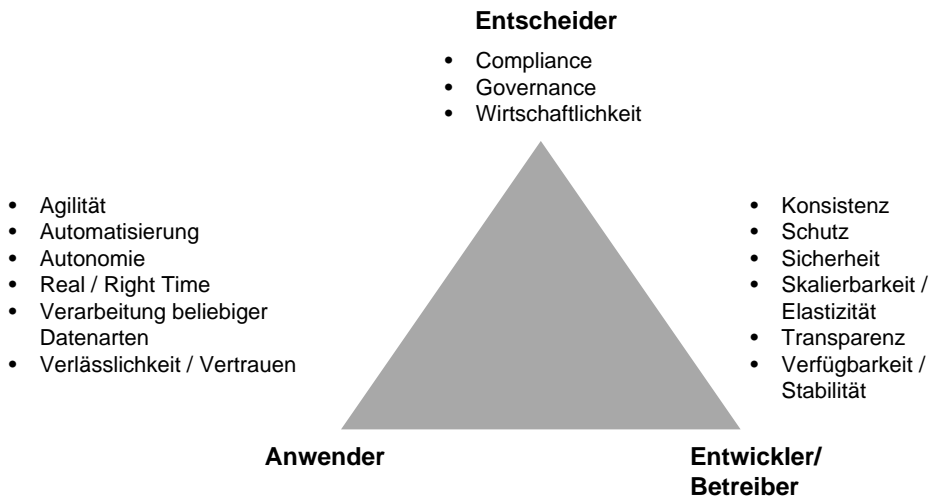 Entscheider
• Compliance
• Governance
• Wirtschaftlichkeit
• Agilität
• Automatisierung
• Autonomie
• Real / Right Time
• Verarbeitung beliebiger
Datenarten
• Verlässlichkeit / Vertrauen
• Konsistenz
• Schutz
• Sicherheit
• Skalierbarkeit /
Elastizität
• Transparenz
• Verfügbarkeit /
Stabilität
Anwender
Entwickler/
Betreiber